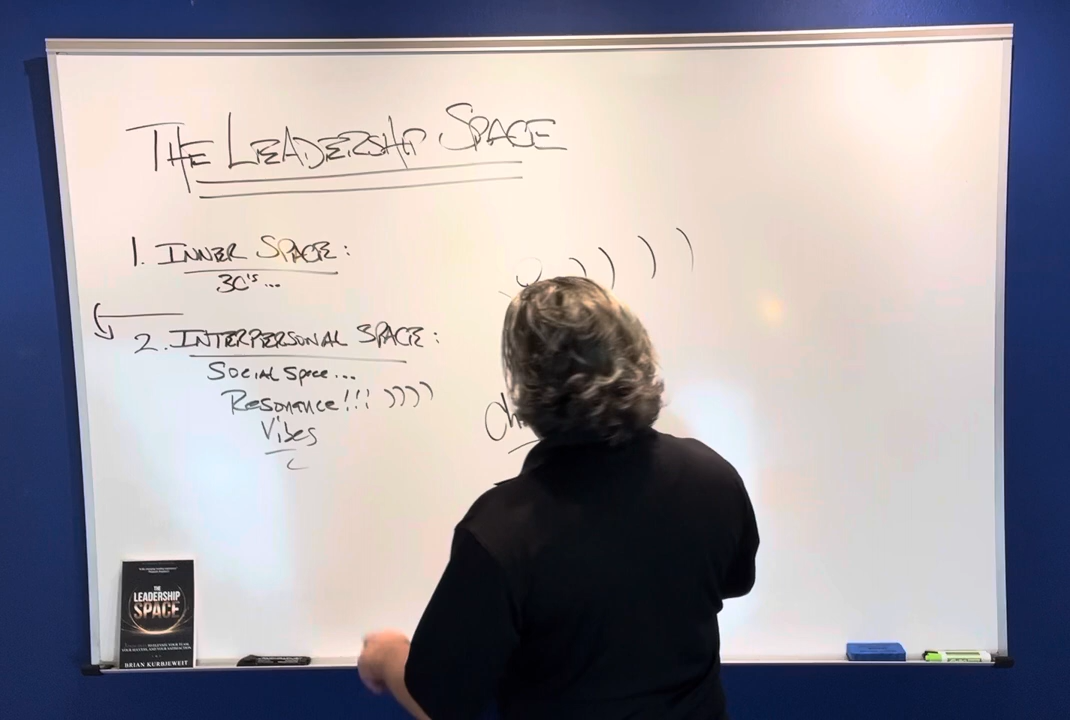 THE LEADERSHIP SPACE
1. INNER SPACE:
3C's...
2. INTERPERSONAL SPACE:
Social Space...
Resonance!!! ))))
Vibes
THE
LEADERSHIP
SPACE
BRIAN KURBJEWEIT